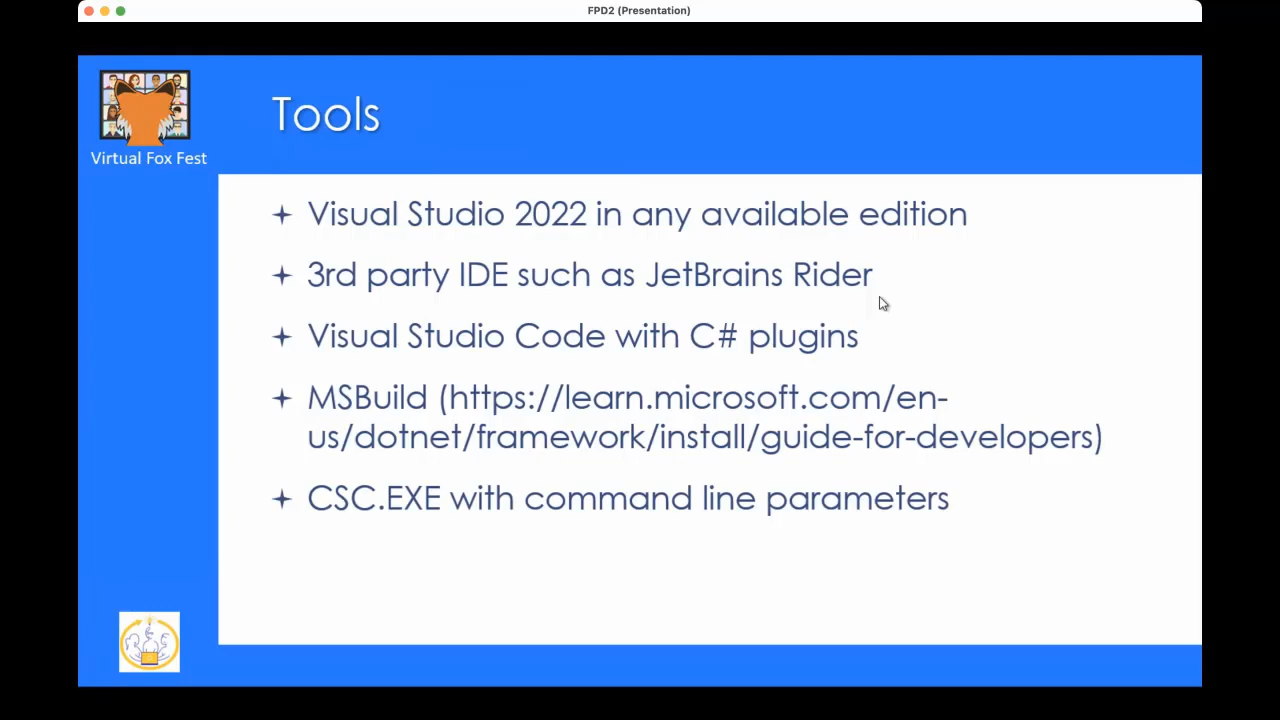 FPD2 (Presentation)
Tools
Virtual Fox Fest
Visual Studio 2022 in any available edition
3rd party IDE such as JetBrains Rider
Visual Studio Code with C# plugins
MSBuild (https://learn.microsoft.com/en-
us/dotnet/framework/install/guide-for-developers)
CSC.EXE with command line parameters